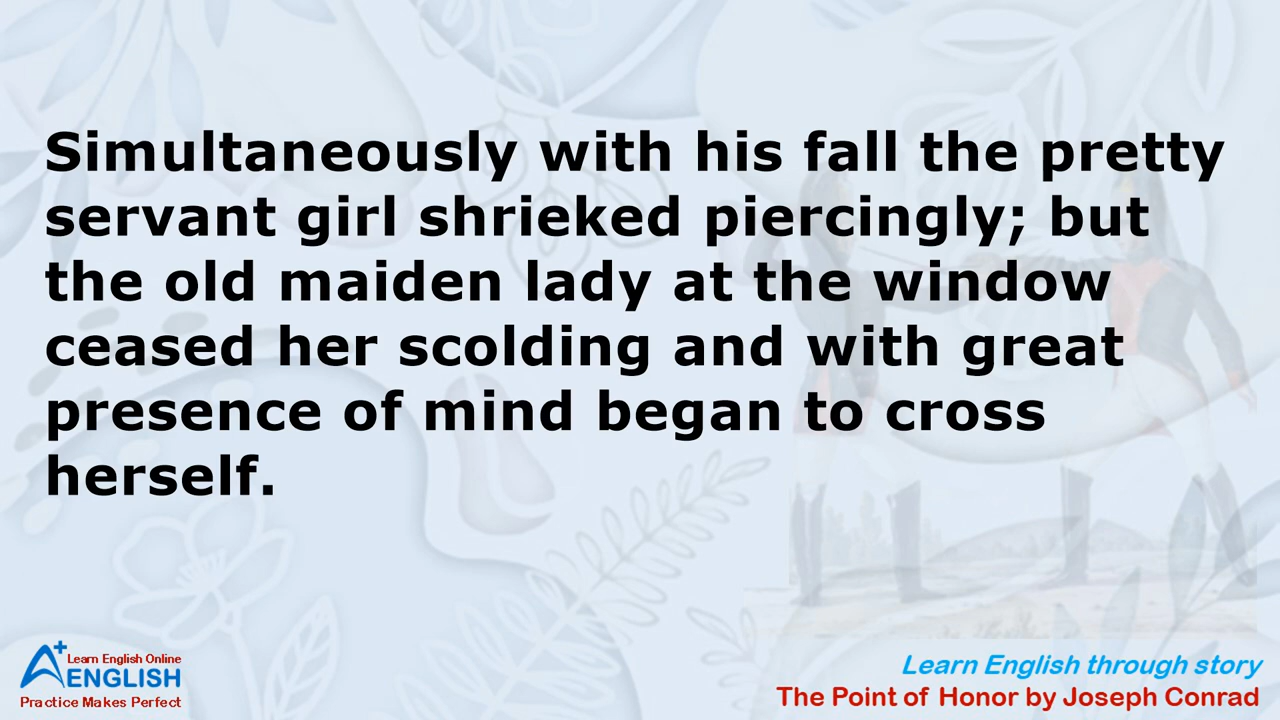 Simultaneously with his fall the pretty
servant girl shrieked piercingly; but
the old maiden lady at the window
ceased her scolding and with great
presence of mind began to cross
herself.
A+ Learn English Online
ENGLISH
Practice Makes Perfect
Learn English through story
The Point of Honor by Joseph Conrad